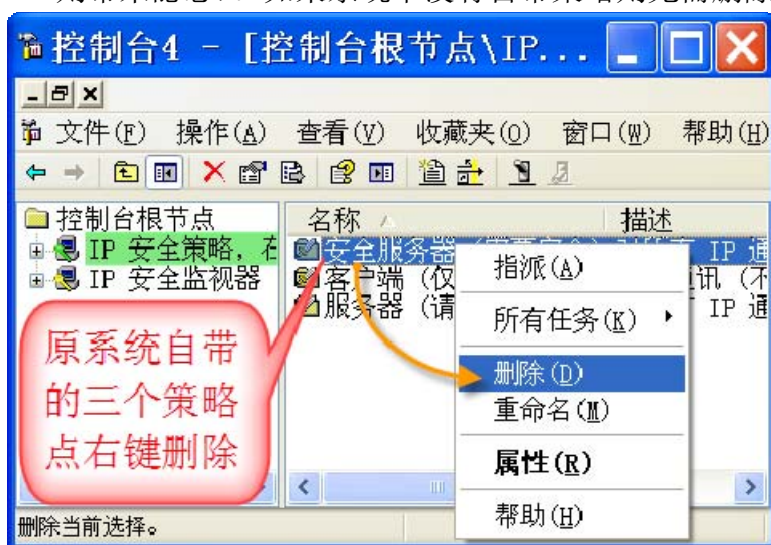 控制台4 - [控制台根节点\IP...
文件(F) 操作(A) 查看(V) 收藏夹(O) 窗口(W) 帮助(H)
控制台根节点
IP 安全策略，在
IP 安全监视器
名称 描述
安全服务器 IP 通
客户端 (仅 讯 (不
服务器 (请 IP 通
指派(A)
所有任务(K)
删除(D)
重命名(M)
属性(R)
帮助(H)
原系统自带
的三个策略
点右键删除
删除当前选择。